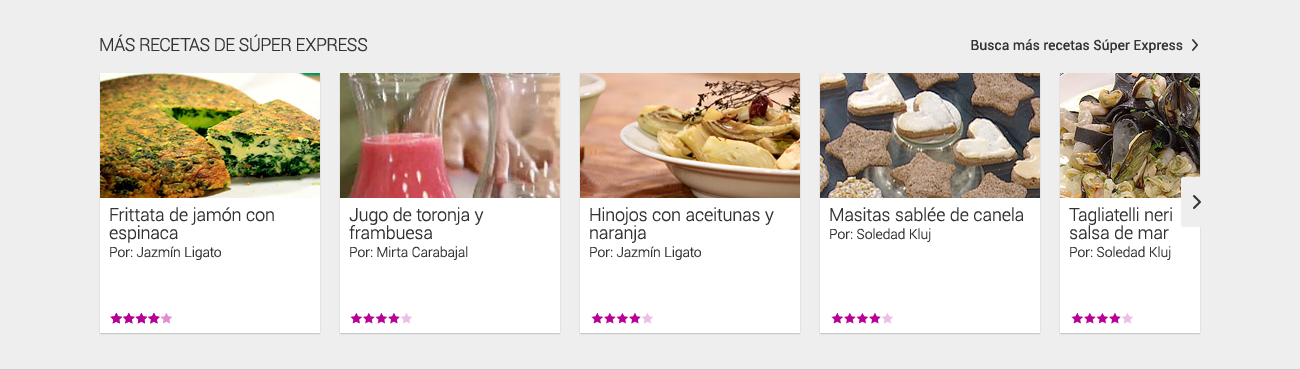 MÁS RECETAS DE SÚPER EXPRESS
Busca más recetas Súper Express
Frittata de jamón con
espinaca
Por: Jazmín Ligato
Jugo de toronja y
frambuesa
Por: Mirta Carabajal
Hinojos con aceitunas y
naranja
Por: Jazmín Ligato
Masitas sablée de canela
Por: Soledad Kluj
Tagliatelli neri
salsa de mar
Por: Soledad Kluj